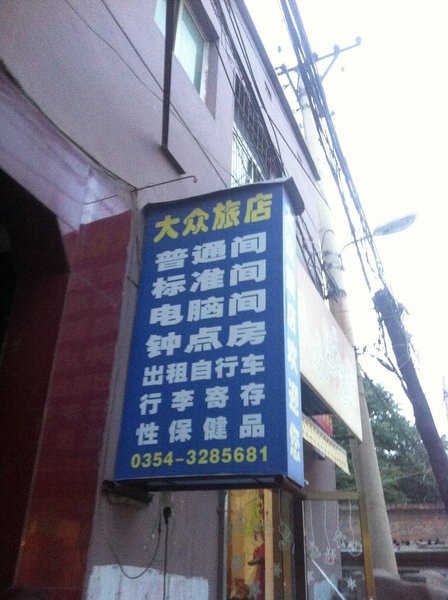 大众旅店
普通间
标准间
电脑间
钟点房
出租自行车
行李寄存
性保健品
0354-3285681